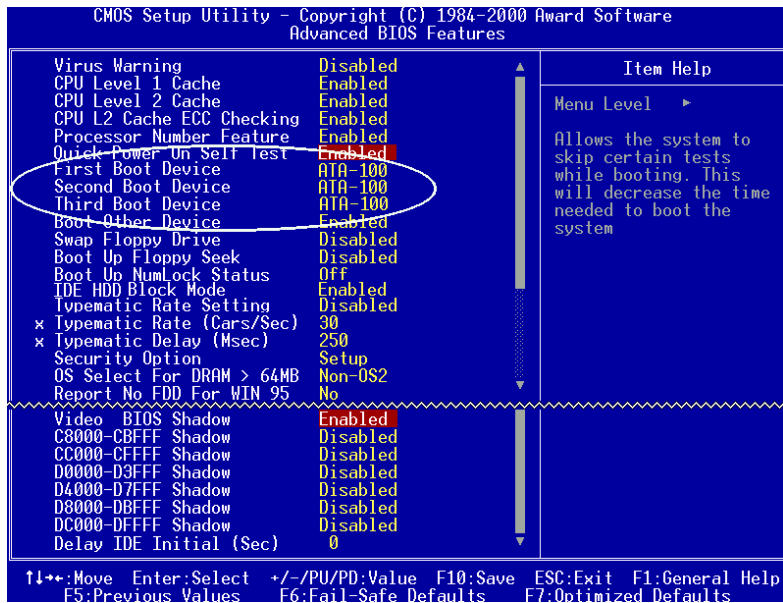 CMOS Setup Utility - Copyright (C) 1984-2000 Award Software
Advanced BIOS Features
Virus Warning Disabled
CPU Level 1 Cache Enabled
CPU Level 2 Cache Enabled
CPU L2 Cache ECC Checking Enabled
Processor Number Feature Enabled
Quick Power On Self Test Enabled
First Boot Device ATA-100
Second Boot Device ATA-100
Third Boot Device ATA-100
Boot Other Device Enabled
Swap Floppy Drive Disabled
Boot Up Floppy Seek Disabled
Boot Up NumLock Status Off
IDE HDD Block Mode Enabled
Typematic Rate Setting Disabled
x Typematic Rate (Cars/Sec) 30
x Typematic Delay (Msec) 250
Security Option Setup
OS Select For DRAM > 64MB Non-OS2
Report No FDD For WIN 95 No
Video BIOS Shadow Enabled
C8000-CBFFF Shadow Disabled
CC000-CFFFF Shadow Disabled
D0000-D3FFF Shadow Disabled
D4000-D7FFF Shadow Disabled
D8000-DBFFF Shadow Disabled
DC000-DFFFF Shadow Disabled
Delay IDE Initial (Sec) 0
Item Help
Menu Level ▶
Allows the system to
skip certain tests
while booting. This
will decrease the time
needed to boot the
system
↑↓→←:Move Enter:Select +/-/PU/PD:Value F10:Save ESC:Exit F1:General Help
F5:Previous Values F6:Fail-Safe Defaults F7:Optimized Defaults